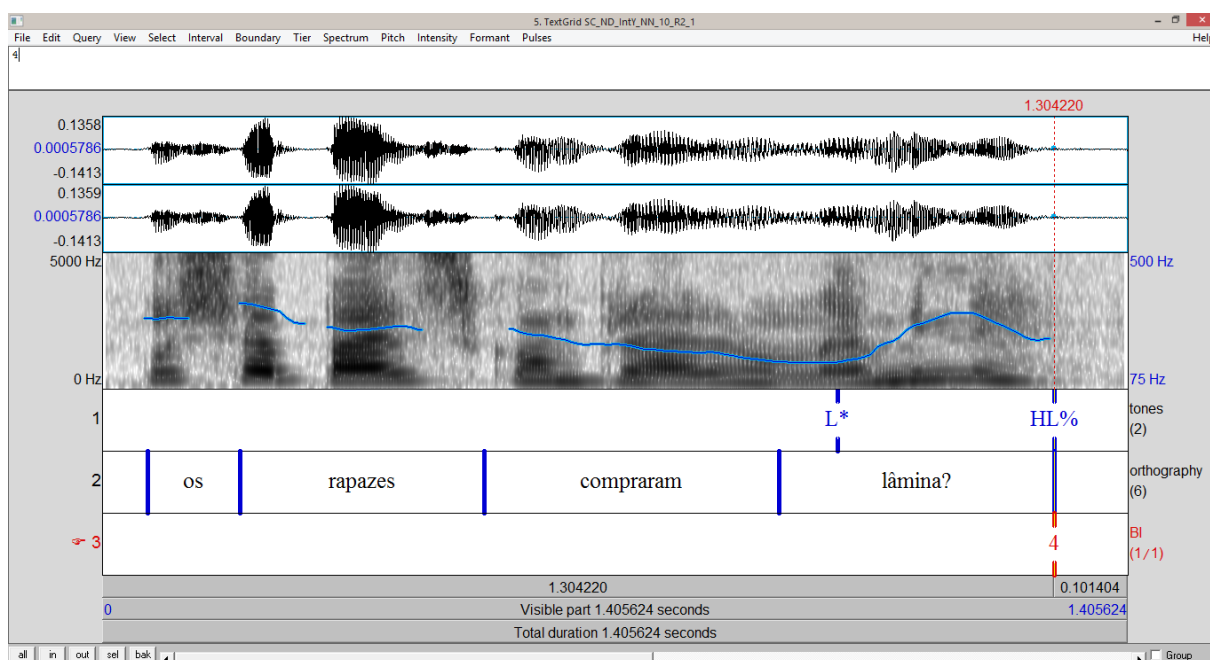 5. TextGrid SC_ND_IntY_NN_10_R2_1
File Edit Query View Select Interval Boundary Tier Spectrum Pitch Intensity Formant Pulses Help
4
1.304220
0.1358
0.0005786
-0.1413
0.1359
0.0005786
-0.1413
5000 Hz 500 Hz
0 Hz 75 Hz
1 L* HL% tones
(2)
2 os rapazes compraram lâmina? orthography
(6)
3 4 BI
(1/1)
1.304220 0.101404
0 Visible part 1.405624 seconds 1.405624
Total duration 1.405624 seconds
all in out sel bak Group